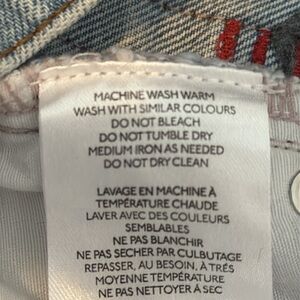 MACHINE WASH WARM
WASH WITH SIMILAR COLOURS
DO NOT BLEACH
DO NOT TUMBLE DRY
MEDIUM IRON AS NEEDED
DO NOT DRY CLEAN
LAVAGE EN MACHINE À
TEMPÉRATURE CHAUDE
LAVER AVEC DES COULEURS
SEMBLABLES
NE PAS BLANCHIR
NE PAS SECHER PAR CULBUTAGE
REPASSER, AU BESOIN, À TRÈS
MOYENNE TEMPÉRATURE
NE PAS NETTOYER À SEC